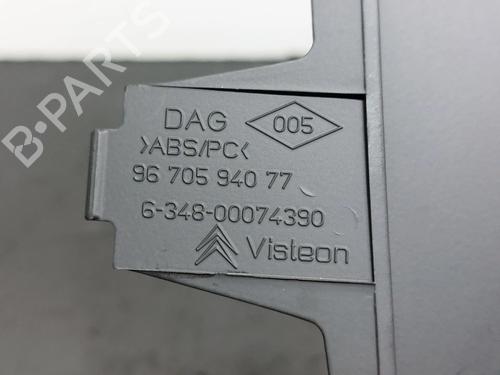 B-PARTS
DAG 005
>ABS/PC<
96 705 940 77
6-348-00074390
Visteon